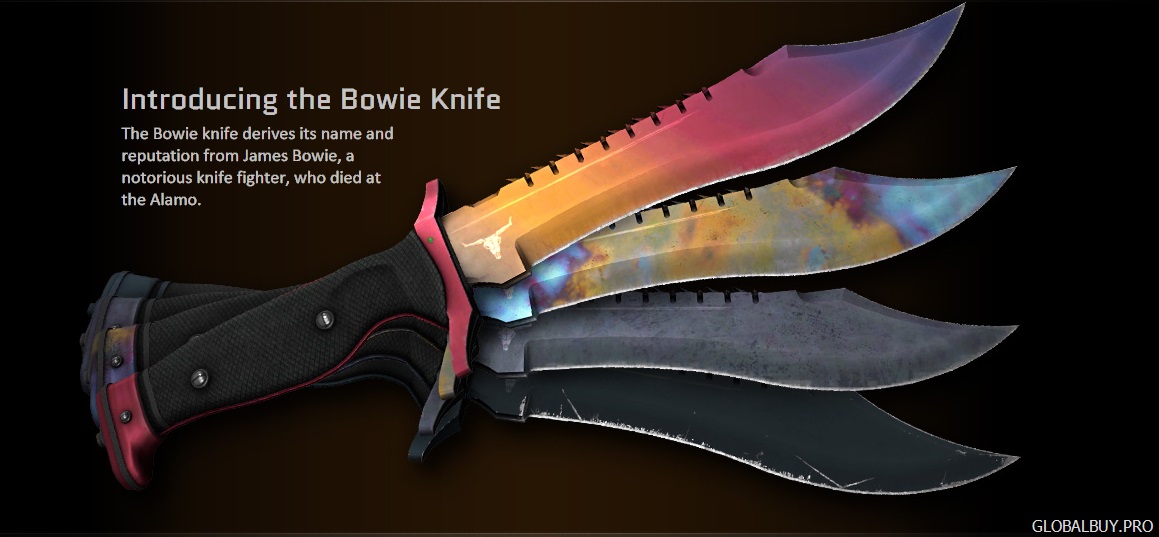 Introducing the Bowie Knife
The Bowie knife derives its name and
reputation from James Bowie, a
notorious knife fighter, who died at
the Alamo.
GLOBALBUY.PRO